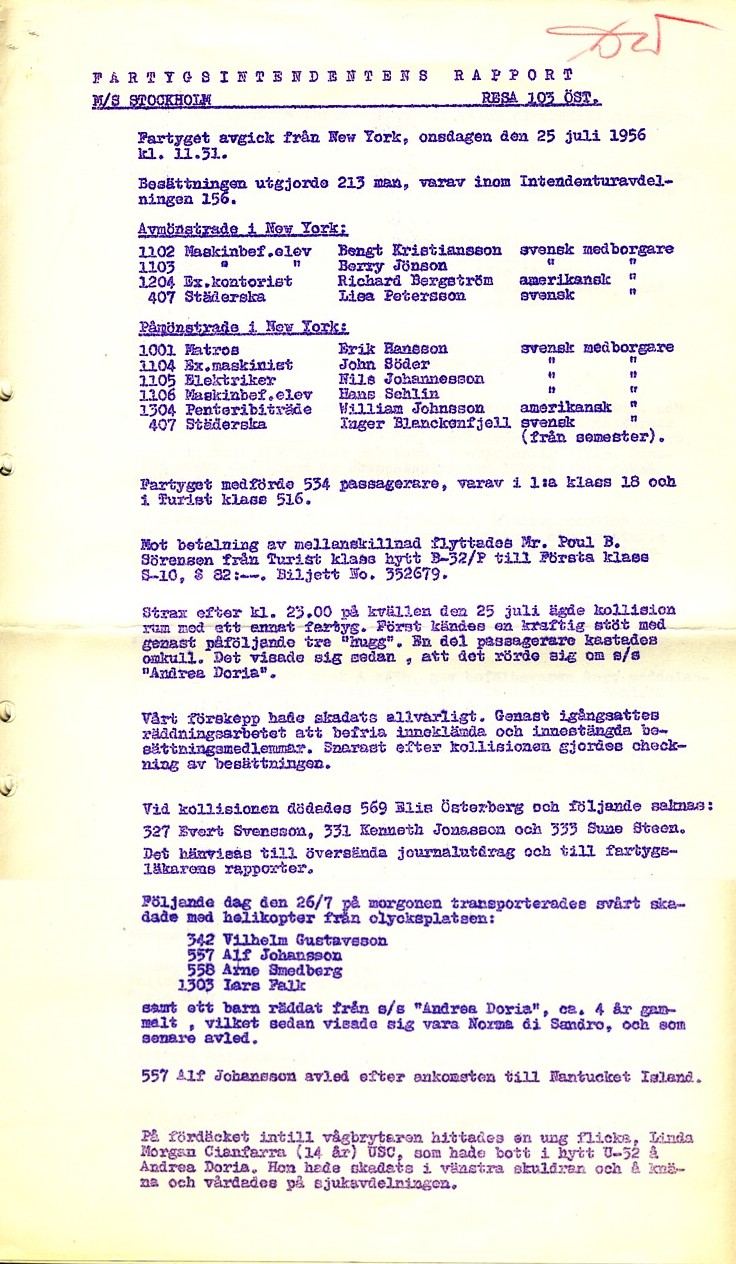 FARTYGSINTENDENTENS RAPPORT
M/S STOCKHOLM RESA 103 ÖST.
Fartyget avgick från New York, onsdagen den 25 juli 1956
kl. 11.31.
Besättningen utgjorde 213 man, varav inom Intendenturavdel-
ningen 156.
Avmönstrade i New York:
1102 Maskinbef.elev Bengt Kristiansson svensk medborgare
1103 " " Berry Jönson " "
1204 Ex.kontorist Richard Bergström amerikansk "
407 Städerska Lisa Petersson svensk "
Påmönstrade i New York:
1001 Matros Erik Hansson svensk medborgare
1104 Ex.maskinist John Söder " "
1105 Elektriker Nils Johannesson " "
1106 Maskinbef.elev Hans Sehlin " "
1304 Penteribiträde William Johnsson amerikansk "
407 Städerska Inger Blanckenfjell svensk "
(från semester).
Fartyget medförde 534 passagerare, varav i 1:a klass 18 och
i Turist klass 516.
Mot betalning av mellanskillnad flyttades Mr. Poul B.
Sörensen från Turist klass hytt B-32/P till Första klass
S-10, $ 82:--. Biljett No. 352679.
Strax efter kl. 23.00 på kvällen den 25 juli ägde kollision
rum med ett annat fartyg. Först kändes en kraftig stöt med
genast påföljande tre "hugg". En del passagerare kastades
omkull. Det visade sig sedan , att det rörde sig om s/s
"Andrea Doria".
Vårt förskepp hade skadats allvarligt. Genast igångsattes
räddningsarbetet att befria inneklämda och innestängda be-
sättningsmedlemmar. Snarast efter kollisionen gjordes check-
ning av besättningen.
Vid kollisionen dödades 569 Elis Österberg och följande saknas:
327 Evert Svensson, 331 Kenneth Jonasson och 333 Sune Steen.
Det hänvisas till översända journalutdrag och till fartygs-
läkarens rapporter.
Följande dag den 26/7 på morgonen transporterades svårt ska-
dade med helikopter från olycksplatsen:
342 Vilhelm Gustavsson
557 Alf Johansson
558 Arne Smedberg
1303 Lars Falk
samt ett barn räddat från s/s "Andrea Doria", ca. 4 år gam-
malt , vilket sedan visade sig vara Norma di Sandro, och som
senare avled.
557 Alf Johansson avled efter ankomsten till Nantucket Island.
På fördäcket intill vågbrytaren hittades en ung flicka, Linda
Morgan Cianfarra (14 år) USC, som hade bott i hytt U-52 å
Andrea Doria. Hon hade skadats i vänstra skuldran och å knä-
na och vårdades på sjukavdelningen.